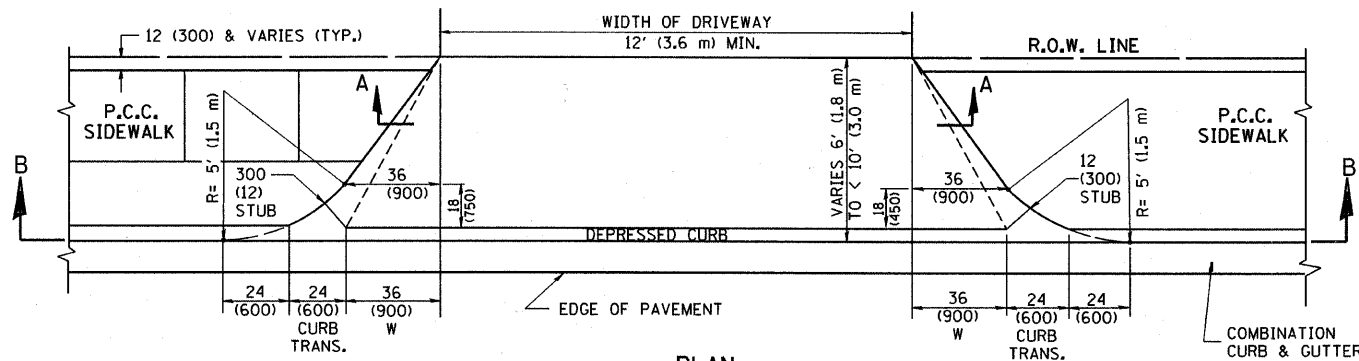 WIDTH OF DRIVEWAY
12' (3.6 m) MIN.
12 (300) & VARIES (TYP.)
R.O.W. LINE
P.C.C.
SIDEWALK
A
A
P.C.C.
SIDEWALK
R= 5' (1.5 m)
300
(12)
STUB
36
(900)
18
(750)
VARIES 6' (1.8 m)
TO < 10' (3.0 m)
36
(900)
18
(450)
12
(300)
STUB
R= 5' (1.5 m)
B
B
DEPRESSED CURB
24
(600)
24
(600)
CURB
TRANS.
36
(900)
W
EDGE OF PAVEMENT
36
(900)
W
24
(600)
CURB
TRANS.
24
(600)
COMBINATION
CURB & GUTTER